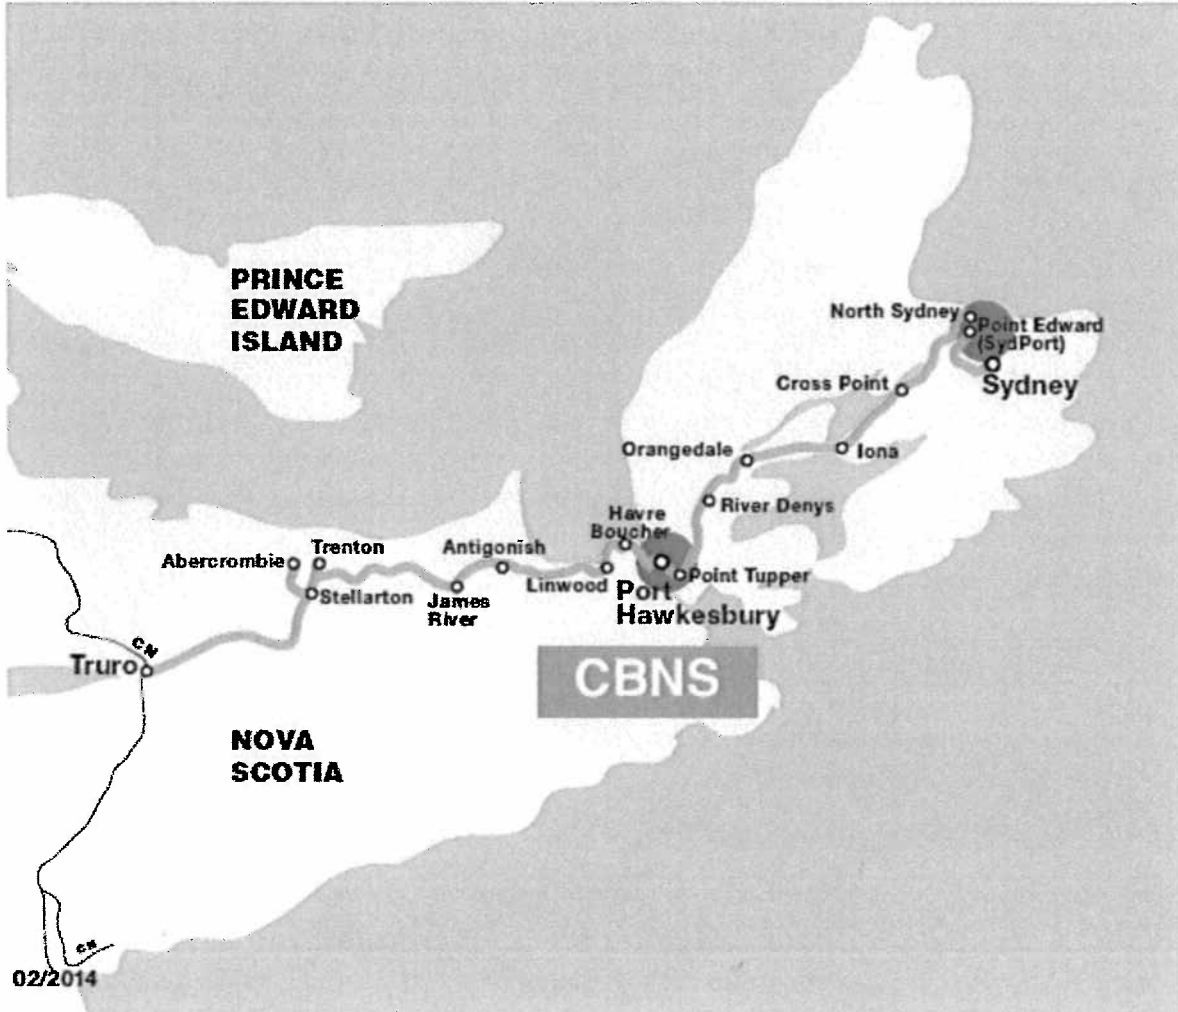 PRINCE
EDWARD
ISLAND
North Sydney
Point Edward
(SydPort)
Sydney
Cross Point
Orangedale
Iona
River Denys
Havre
Boucher
Abercrombie
Trenton
Antigonish
Linwood
Point Tupper
Stellarton
James
River
Port
Hawkesbury
CN
Truro
CBNS
NOVA
SCOTIA
CN
02/2014